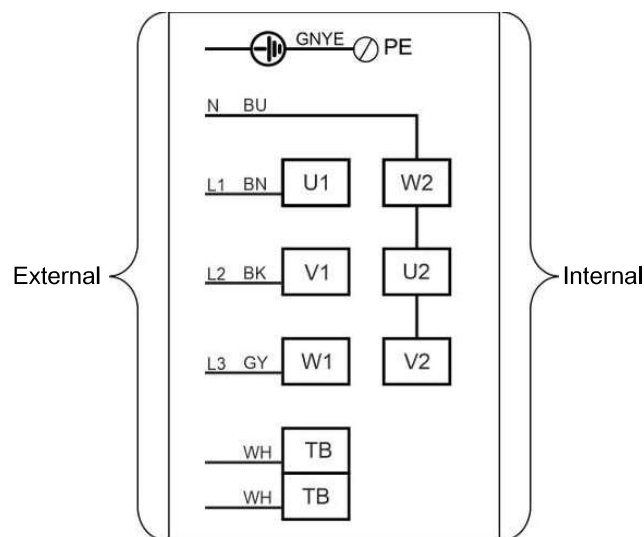 GNYE PE
N BU
L1 BN U1 W2
External L2 BK V1 U2 Internal
L3 GY W1 V2
WH TB
WH TB